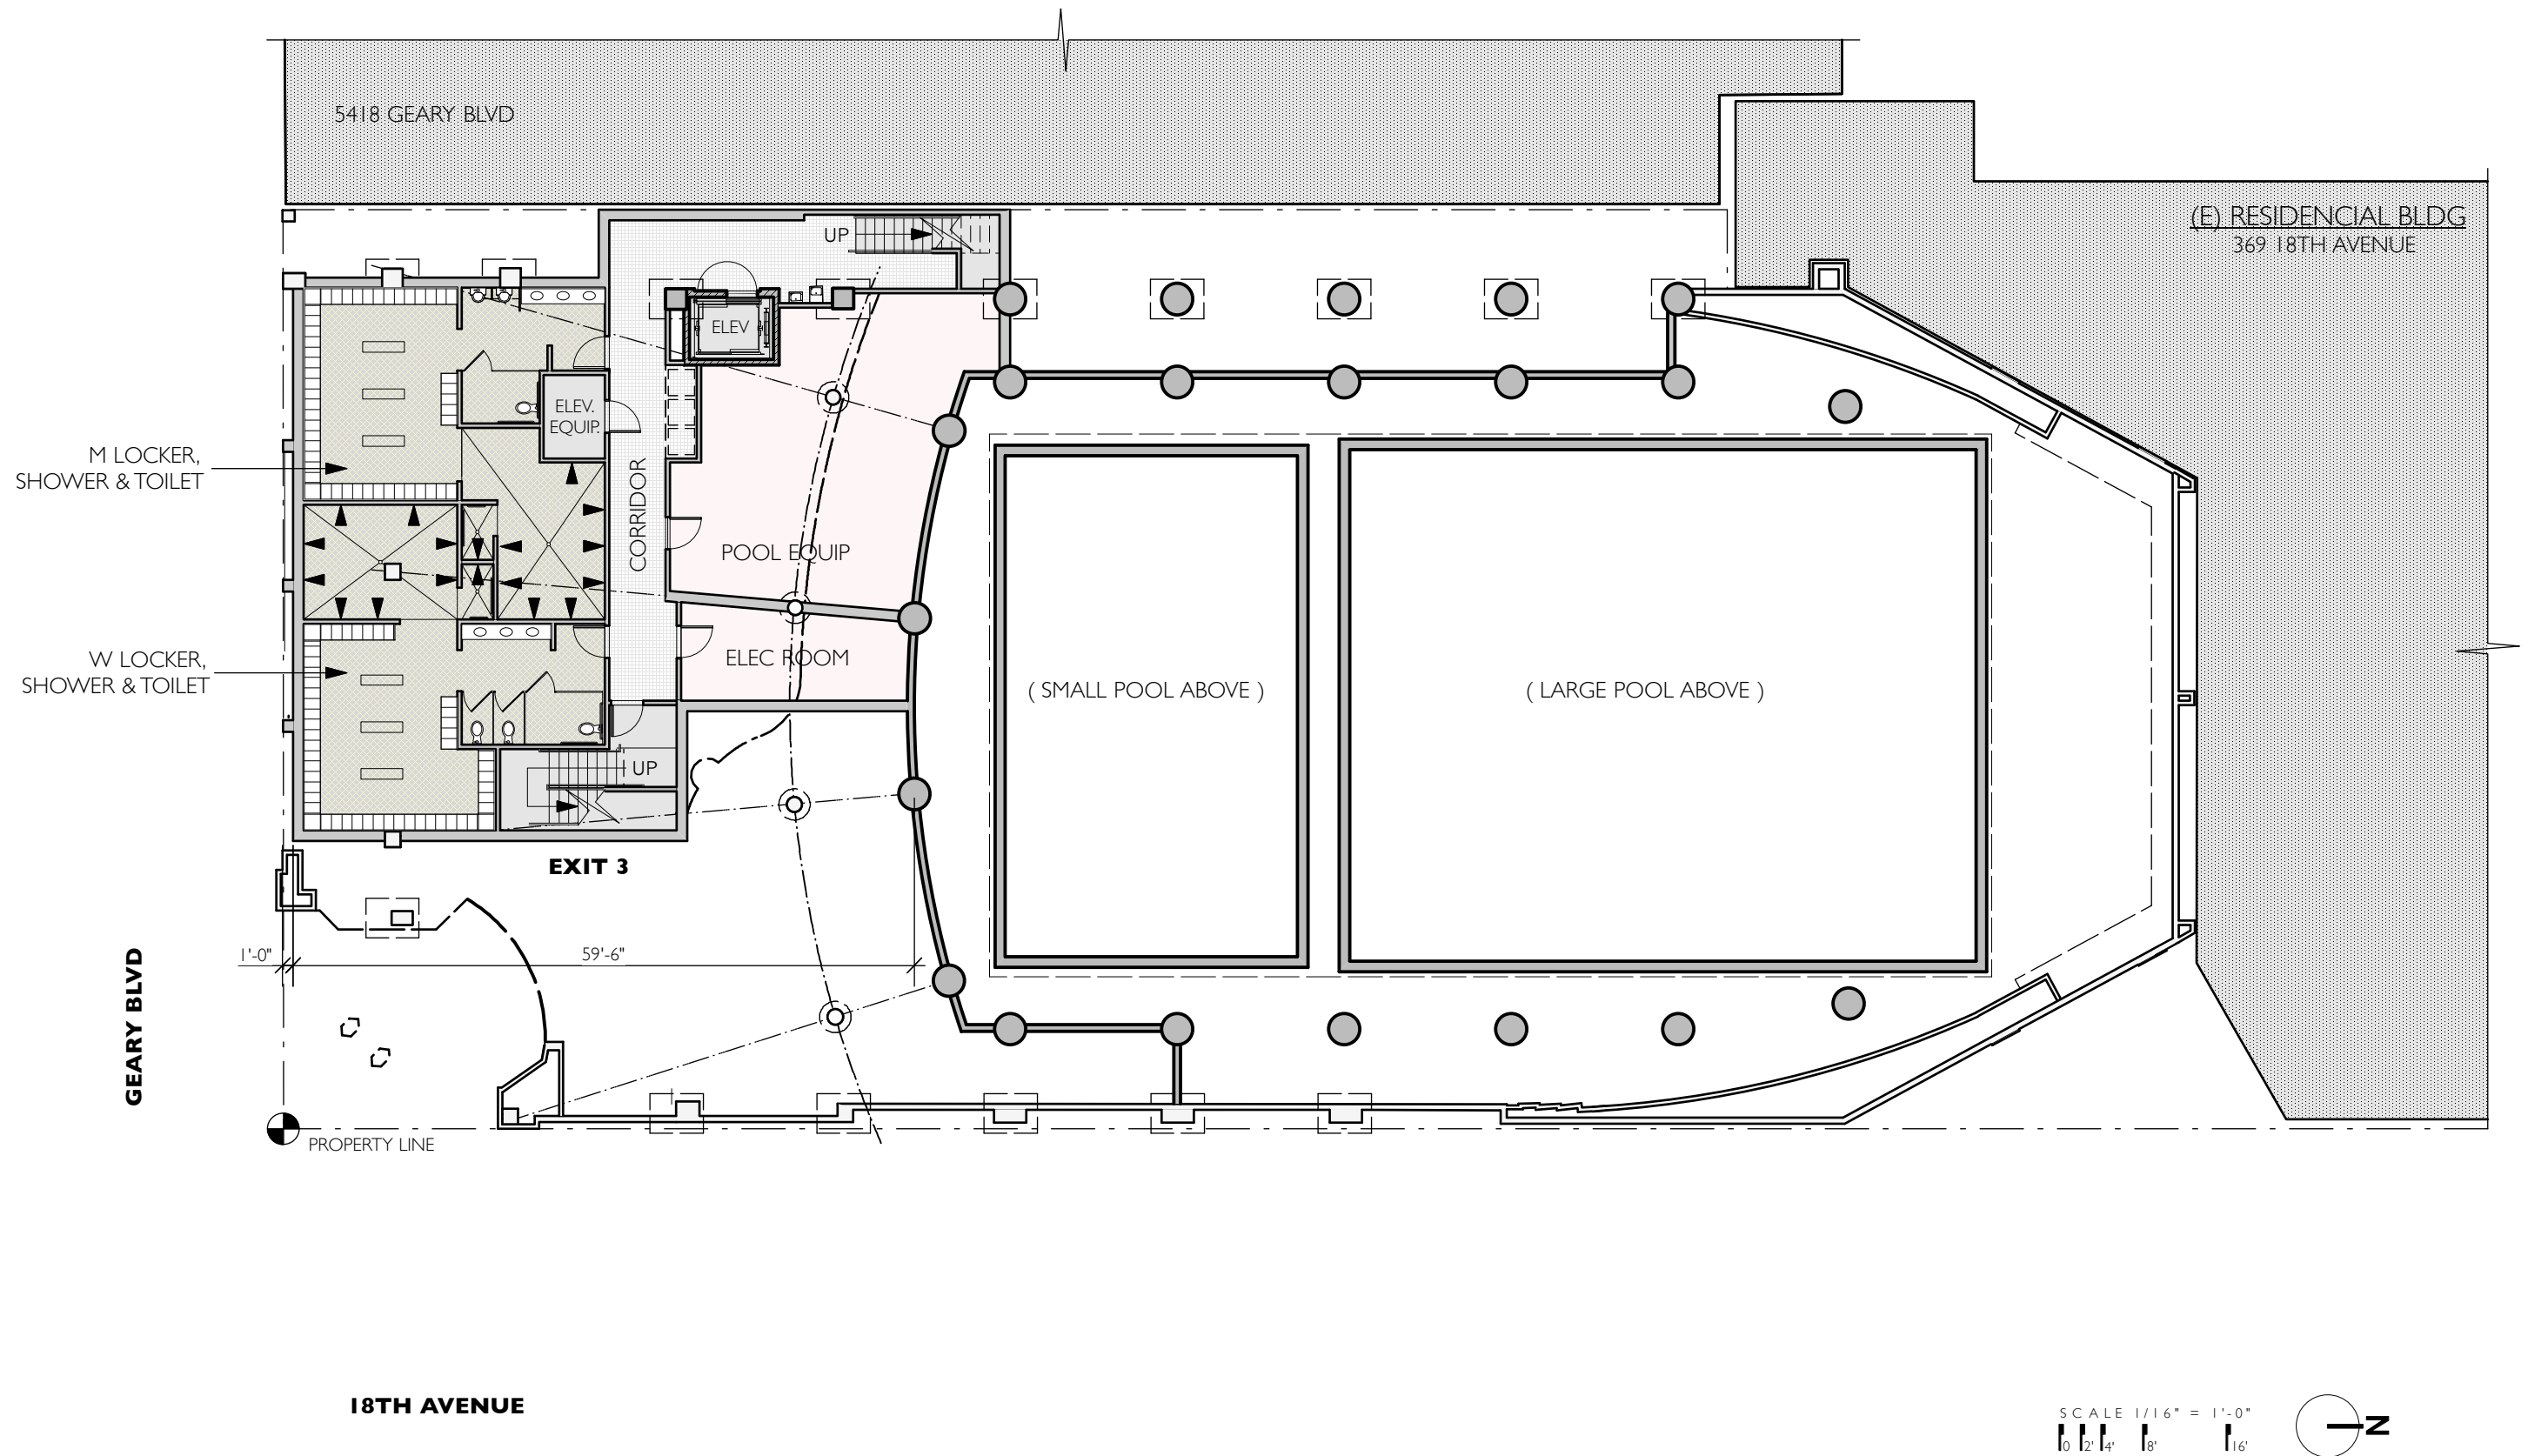 5418 GEARY BLVD
(E) RESIDENCIAL BLDG
369 18TH AVENUE
UP
ELEV
ELEV.
EQUIP.
M LOCKER,
SHOWER & TOILET
CORRIDOR
POOL EQUIP
ELEC ROOM
W LOCKER,
SHOWER & TOILET
( SMALL POOL ABOVE )
( LARGE POOL ABOVE )
UP
EXIT 3
1'-0"
59'-6"
GEARY BLVD
PROPERTY LINE
18TH AVENUE
SCALE 1/16" = 1'-0"
0 2' 4' 8' 16'
N